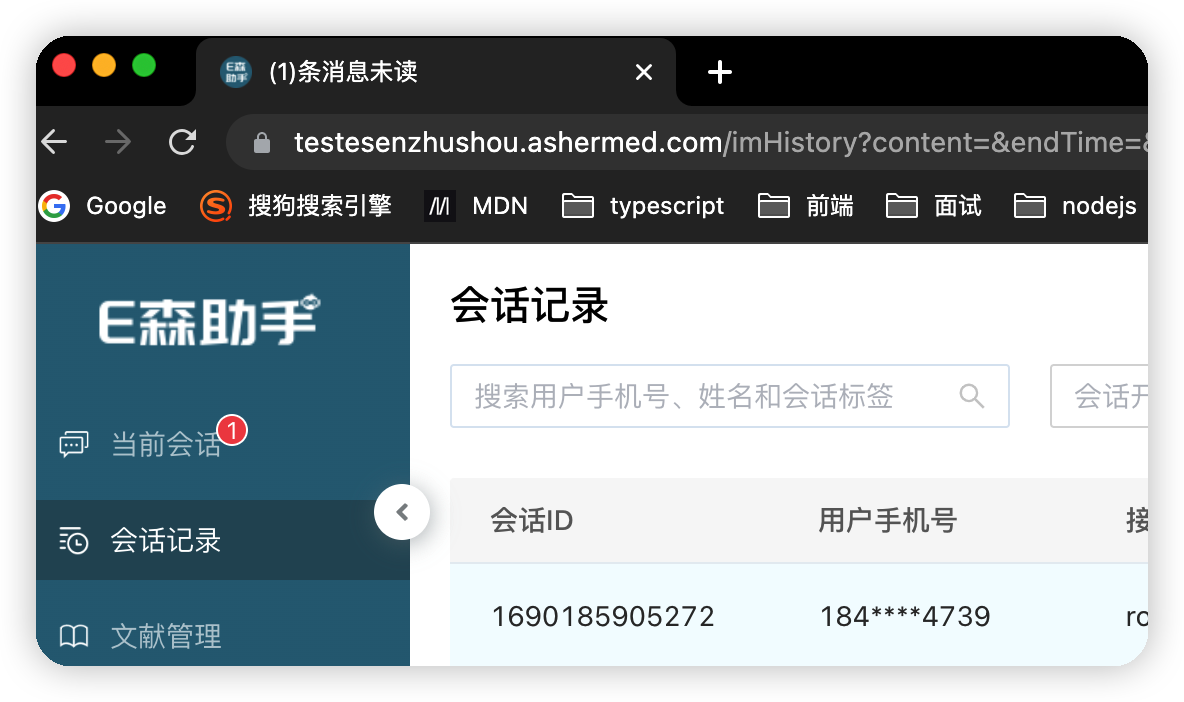 E森助手
(1)条消息未读
testesenzhushou.ashermed.com/imHistory?content=&endTime=&
Google 搜狗搜索引擎 MDN typescript 前端 面试 nodejs
E森助手
当前会话 1
会话记录
文献管理
会话记录
搜索用户手机号、姓名和会话标签 会话开
会话ID 用户手机号 接
1690185905272 184****4739 ro